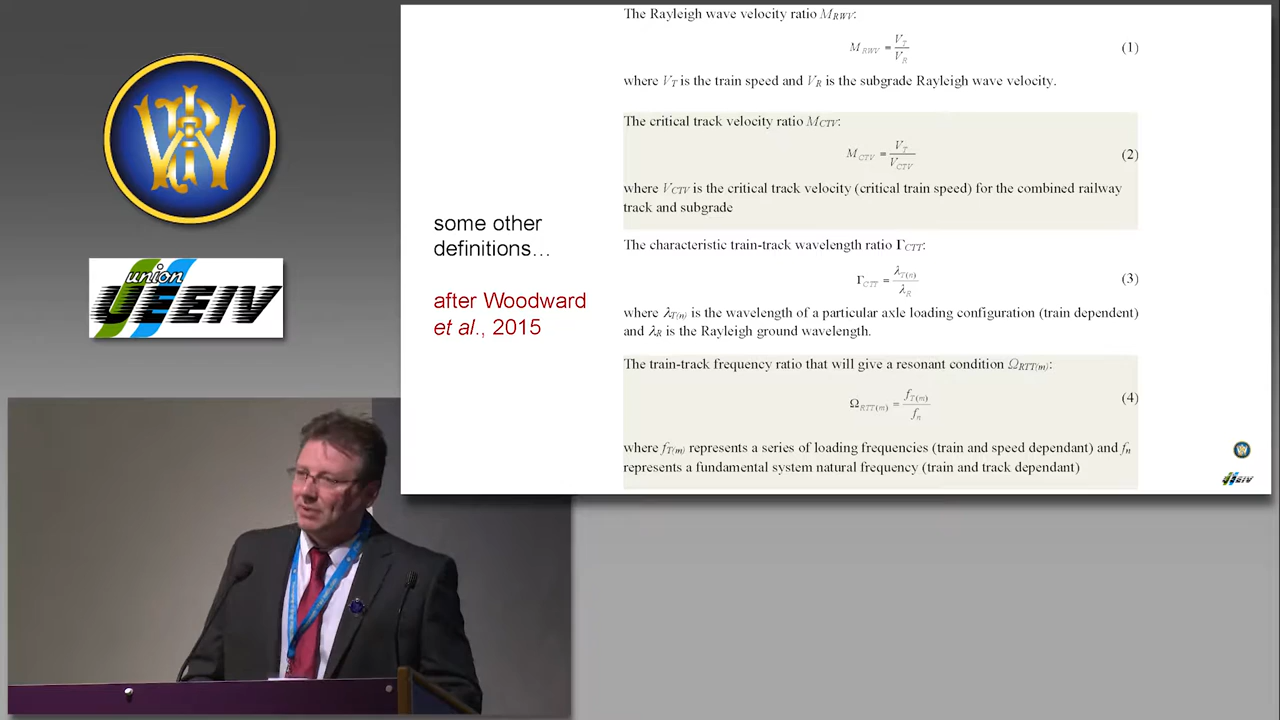 PWI
union
UEEIV
some other
definitions…
after Woodward
et al., 2015
The Rayleigh wave velocity ratio M_RWV:
M_RWV = V_T / V_R (1)
where V_T is the train speed and V_R is the subgrade Rayleigh wave velocity.
The critical track velocity ratio M_CTV:
M_CTV = V_T / V_CTV (2)
where V_CTV is the critical track velocity (critical train speed) for the combined railway
track and subgrade
The characteristic train-track wavelength ratio Γ_CTT:
Γ_CTT = λ_T(n) / λ_R (3)
where λ_T(n) is the wavelength of a particular axle loading configuration (train dependent)
and λ_R is the Rayleigh ground wavelength.
The train-track frequency ratio that will give a resonant condition Ω_RTT(m):
Ω_RTT(m) = f_T(m) / f_n (4)
where f_T(m) represents a series of loading frequencies (train and speed dependant) and f_n
represents a fundamental system natural frequency (train and track dependant)
UEEIV